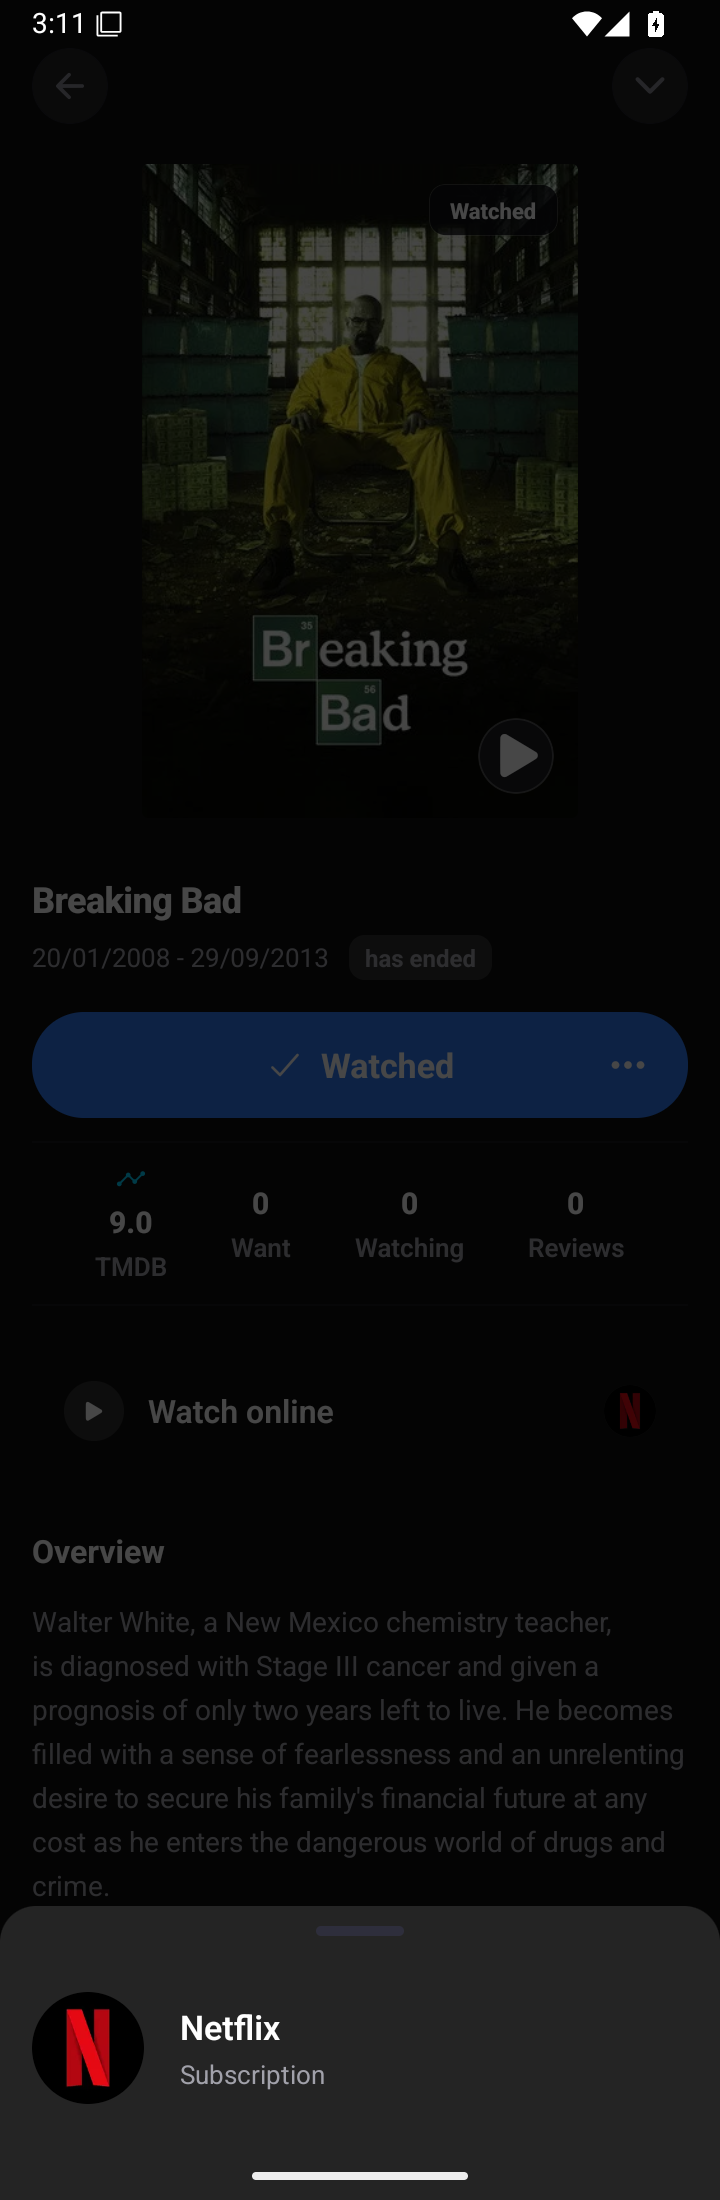 3:11
Watched
35
Breaking
56
Bad
Breaking Bad
20/01/2008 - 29/09/2013 has ended
Watched
9.0 0 0 0
TMDB Want Watching Reviews
Watch online
Overview
Walter White, a New Mexico chemistry teacher,
is diagnosed with Stage III cancer and given a
prognosis of only two years left to live. He becomes
filled with a sense of fearlessness and an unrelenting
desire to secure his family's financial future at any
cost as he enters the dangerous world of drugs and
crime.
Netflix
Subscription